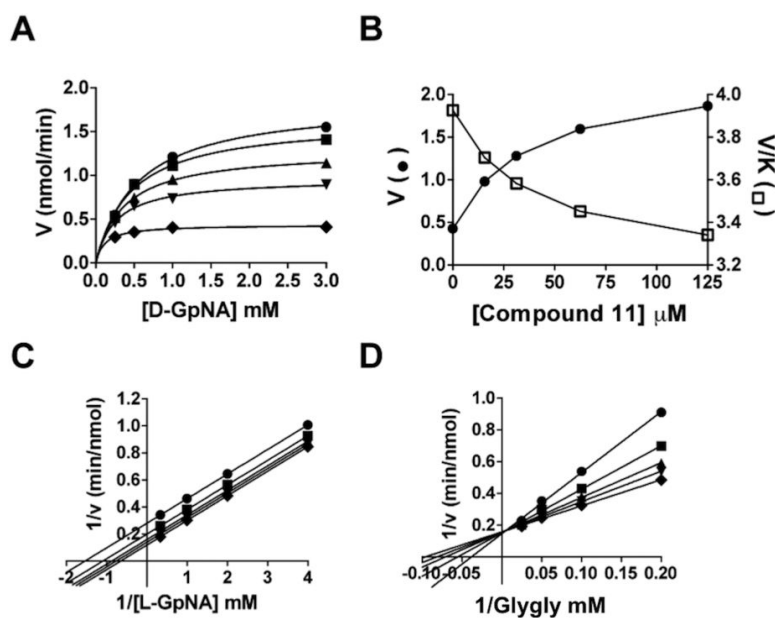 A
V (nmol/min)
2.0
1.5
1.0
0.5
0.0
0.0 0.5 1.0 1.5 2.0 2.5 3.0
[D-GpNA] mM
B
V (●)
2.0
1.5
1.0
0.5
0.0
4.0
3.8
3.6
3.4
3.2
V/K (□)
0 25 50 75 100 125
[Compound 11] μM
C
1/v (min/nmol)
1.2
1.0
0.8
0.6
0.4
0.2
-2 -1 1 2 3 4
1/[L-GpNA] mM
D
1/v (min/nmol)
1.0
0.8
0.6
0.4
0.2
-0.10 -0.05 0.05 0.10 0.15 0.20
1/Glygly mM